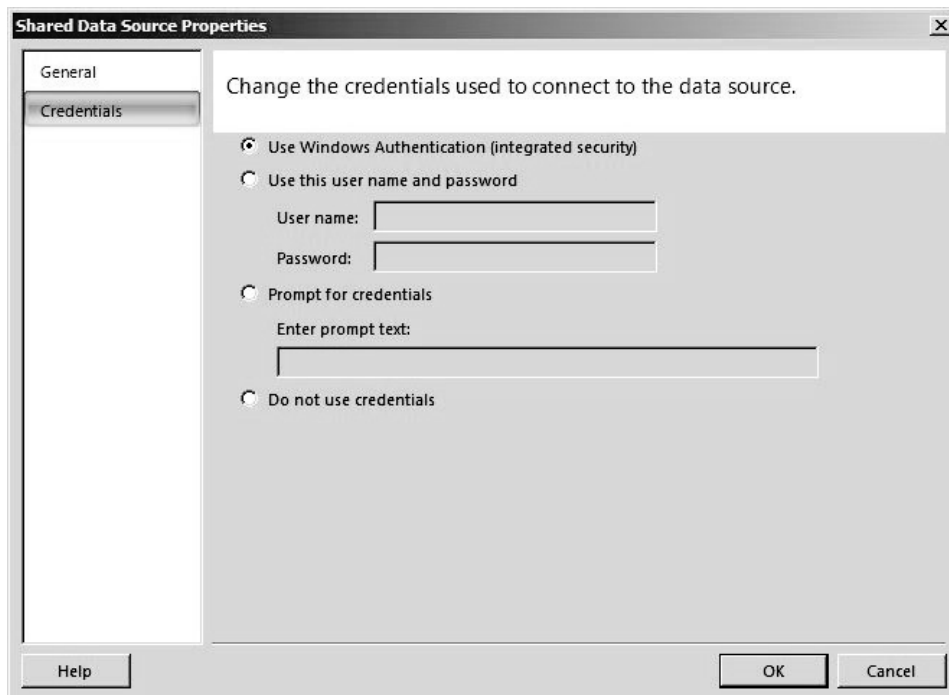 Shared Data Source Properties
General
Credentials
Change the credentials used to connect to the data source.
Use Windows Authentication (integrated security)
Use this user name and password
User name:
Password:
Prompt for credentials
Enter prompt text:
Do not use credentials
Help
OK
Cancel